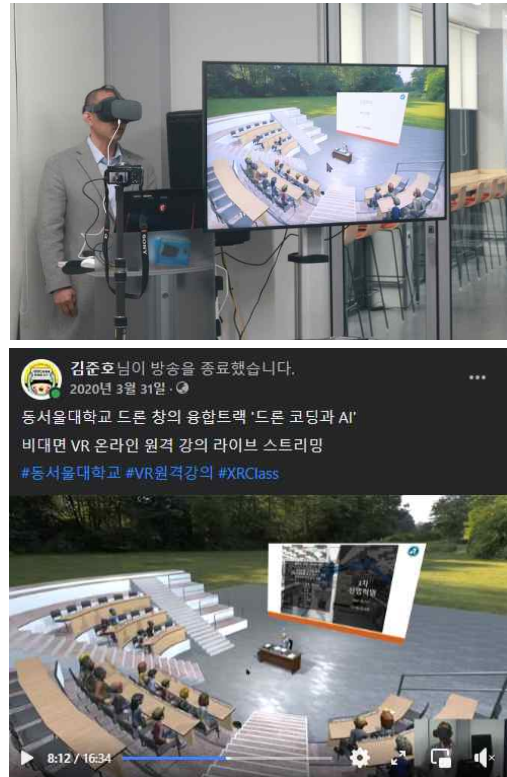 SONY
김준호님이 방송을 종료했습니다.
2020년 3월 31일 ·
동서울대학교 드론 창의 융합트랙 '드론 코딩과 AI'
비대면 VR 온라인 원격 강의 라이브 스트리밍
#동서울대학교 #VR원격강의 #XRClass
8:12 / 16:34